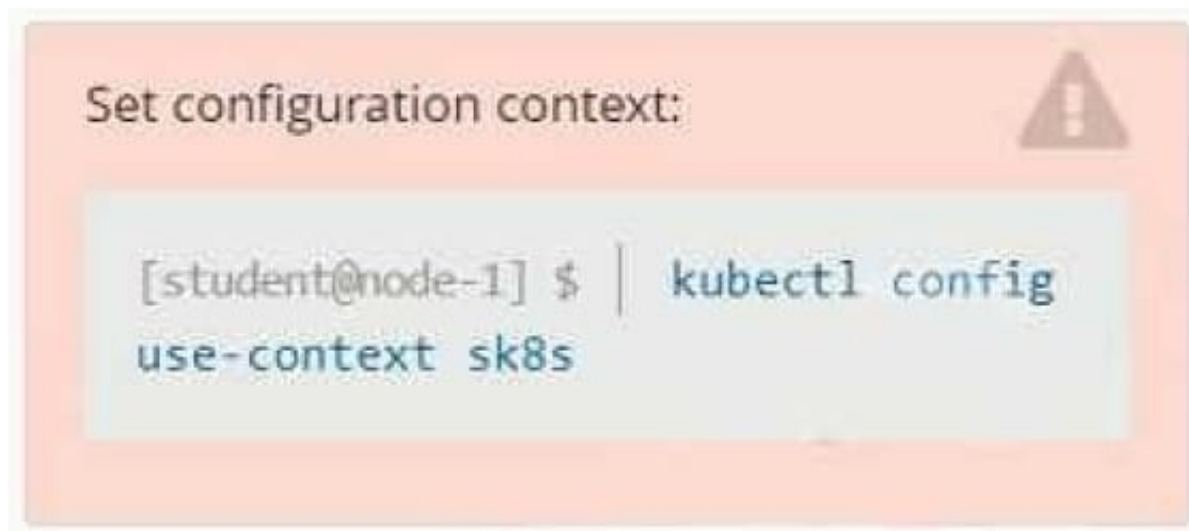 Set configuration context:
[student@node-1] $ | kubectl config
use-context sk8s